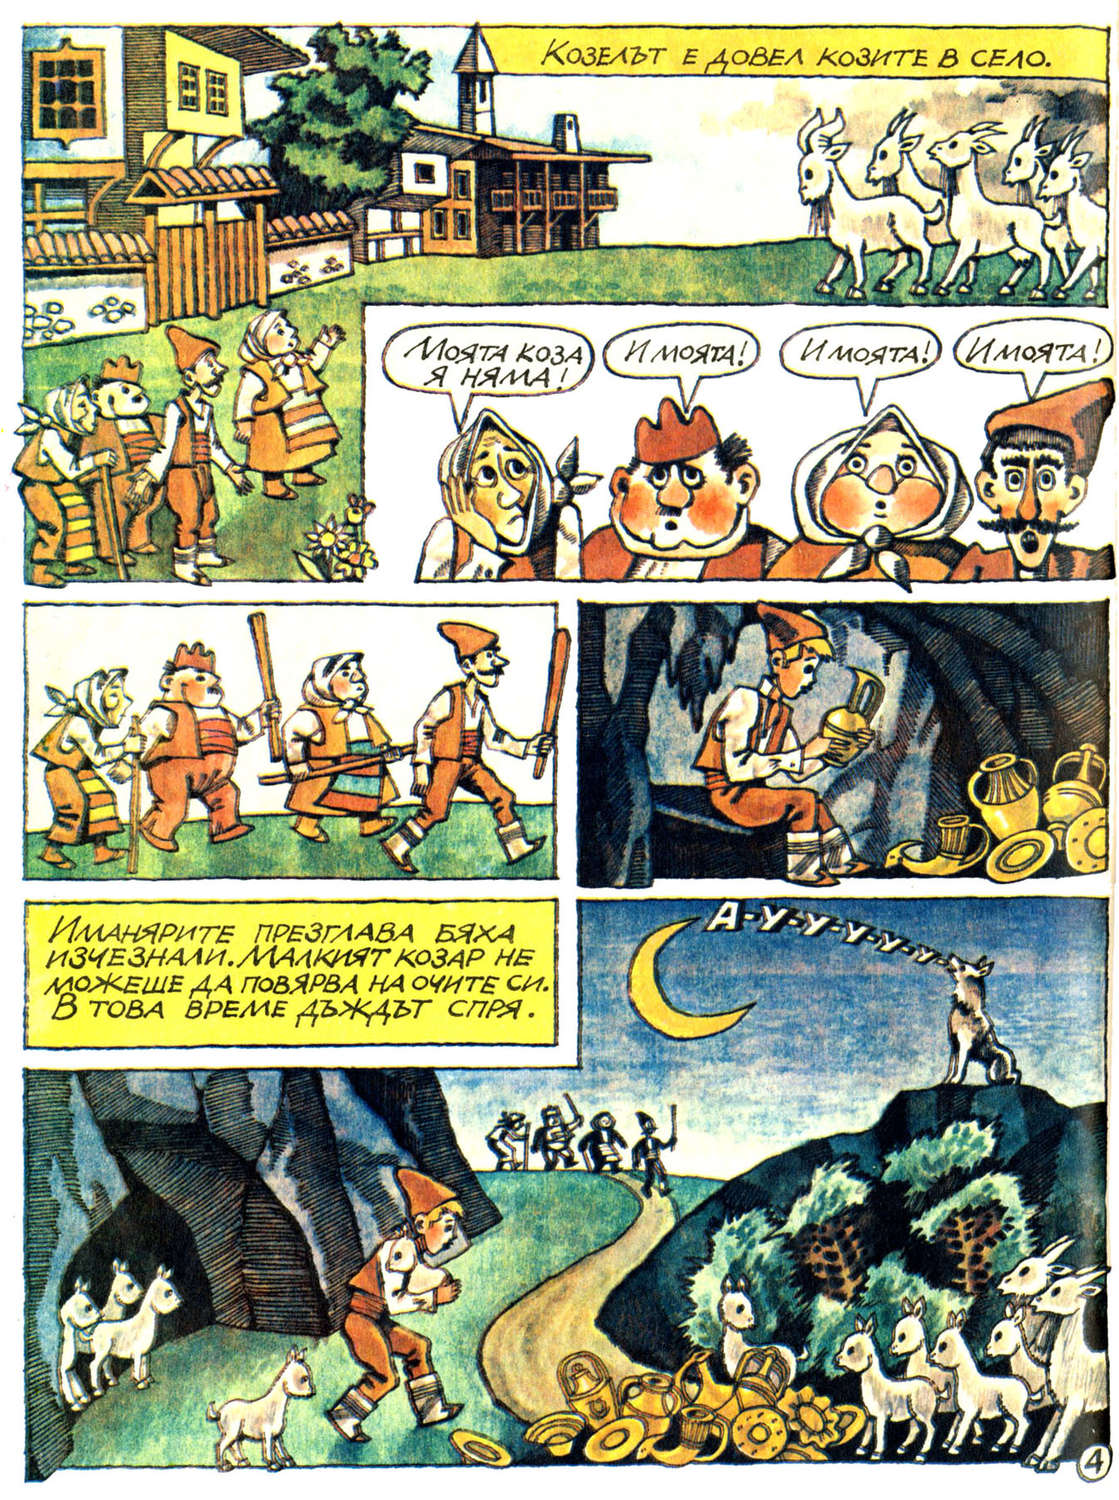 Козелът е довел козите в село.
Моята коза
я няма!
И моята!
И моята!
И моята!
Иманярите презглава бяха
изчезнали. Малкият козар не
можеше да повярва на очите си.
В това време дъждът спря.
А-у-у-у-у-у-у-
4